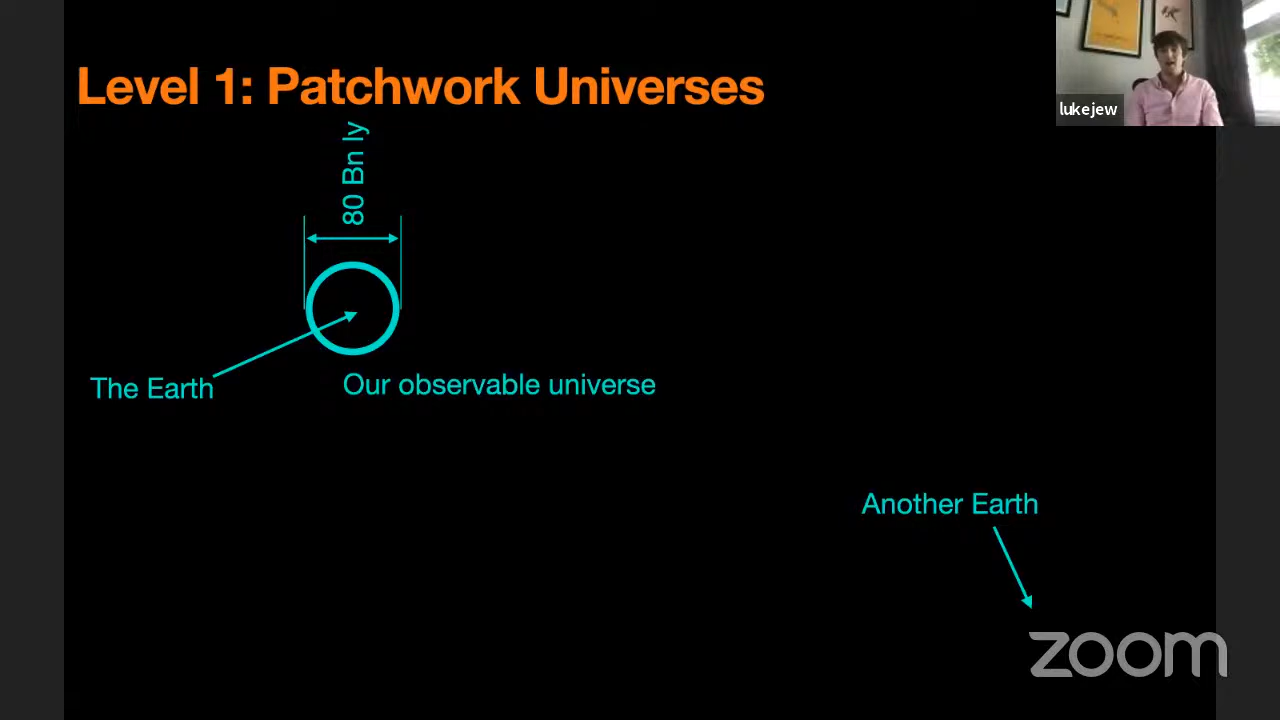 Level 1: Patchwork Universes
lukejew
80 Bn ly
The Earth
Our observable universe
Another Earth
zoom